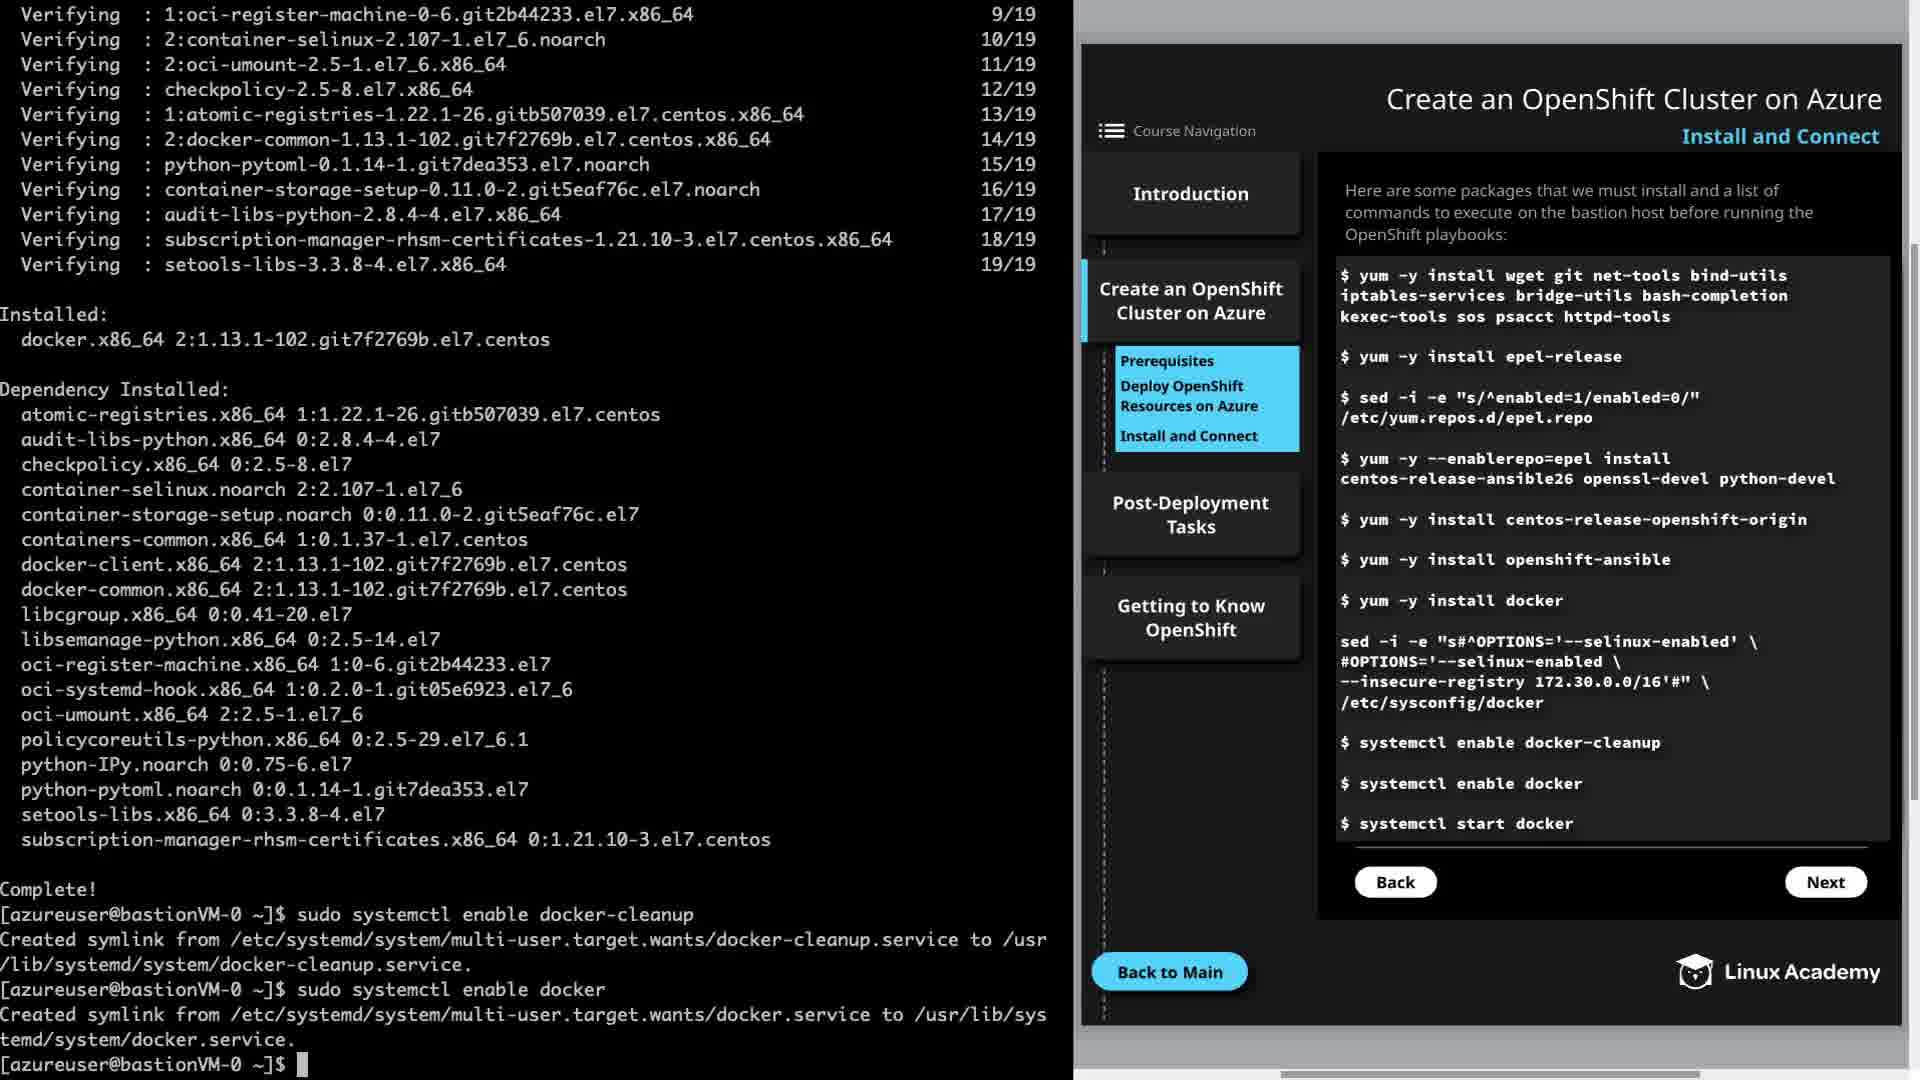 Verifying  : 1:oci-register-machine-0-6.git2b44233.el7.x86_64 9/19
Verifying  : 2:container-selinux-2.107-1.el7_6.noarch 10/19
Verifying  : 2:oci-umount-2.5-1.el7_6.x86_64 11/19
Verifying  : checkpolicy-2.5-8.el7.x86_64 12/19
Verifying  : 1:atomic-registries-1.22.1-26.gitb507039.el7.centos.x86_64 13/19
Verifying  : 2:docker-common-1.13.1-102.git7f2769b.el7.centos.x86_64 14/19
Verifying  : python-pytoml-0.1.14-1.git7dea353.el7.noarch 15/19
Verifying  : container-storage-setup-0.11.0-2.git5eaf76c.el7.noarch 16/19
Verifying  : audit-libs-python-2.8.4-4.el7.x86_64 17/19
Verifying  : subscription-manager-rhsm-certificates-1.21.10-3.el7.centos.x86_64 18/19
Verifying  : setools-libs-3.3.8-4.el7.x86_64 19/19
Installed:
docker.x86_64 2:1.13.1-102.git7f2769b.el7.centos
Dependency Installed:
atomic-registries.x86_64 1:1.22.1-26.gitb507039.el7.centos
audit-libs-python.x86_64 0:2.8.4-4.el7
checkpolicy.x86_64 0:2.5-8.el7
container-selinux.noarch 2:2.107-1.el7_6
container-storage-setup.noarch 0:0.11.0-2.git5eaf76c.el7
containers-common.x86_64 1:0.1.37-1.el7.centos
docker-client.x86_64 2:1.13.1-102.git7f2769b.el7.centos
docker-common.x86_64 2:1.13.1-102.git7f2769b.el7.centos
libcgroup.x86_64 0:0.41-20.el7
libsemanage-python.x86_64 0:2.5-14.el7
oci-register-machine.x86_64 1:0-6.git2b44233.el7
oci-systemd-hook.x86_64 1:0.2.0-1.git05e6923.el7_6
oci-umount.x86_64 2:2.5-1.el7_6
policycoreutils-python.x86_64 0:2.5-29.el7_6.1
python-IPy.noarch 0:0.75-6.el7
python-pytoml.noarch 0:0.1.14-1.git7dea353.el7
setools-libs.x86_64 0:3.3.8-4.el7
subscription-manager-rhsm-certificates.x86_64 0:1.21.10-3.el7.centos
Complete!
[azureuser@bastionVM-0 ~]$ sudo systemctl enable docker-cleanup
Created symlink from /etc/systemd/system/multi-user.target.wants/docker-cleanup.service to /usr
/lib/systemd/system/docker-cleanup.service.
[azureuser@bastionVM-0 ~]$ sudo systemctl enable docker
Created symlink from /etc/systemd/system/multi-user.target.wants/docker.service to /usr/lib/sys
temd/system/docker.service.
[azureuser@bastionVM-0 ~]$
Create an OpenShift Cluster on Azure
Install and Connect
Course Navigation
Introduction
Create an OpenShift
Cluster on Azure
Prerequisites
Deploy OpenShift
Resources on Azure
Install and Connect
Post-Deployment
Tasks
Getting to Know
OpenShift
Back to Main
Here are some packages that we must install and a list of
commands to execute on the bastion host before running the
OpenShift playbooks:
$ yum -y install wget git net-tools bind-utils
iptables-services bridge-utils bash-completion
kexec-tools sos psacct httpd-tools
$ yum -y install epel-release
$ sed -i -e "s/^enabled=1/enabled=0/"
/etc/yum.repos.d/epel.repo
$ yum -y --enablerepo=epel install
centos-release-ansible26 openssl-devel python-devel
$ yum -y install centos-release-openshift-origin
$ yum -y install openshift-ansible
$ yum -y install docker
sed -i -e "s#^OPTIONS='--selinux-enabled' \
#OPTIONS='--selinux-enabled \
--insecure-registry 172.30.0.0/16'#" \
/etc/sysconfig/docker
$ systemctl enable docker-cleanup
$ systemctl enable docker
$ systemctl start docker
Back
Next
Linux Academy